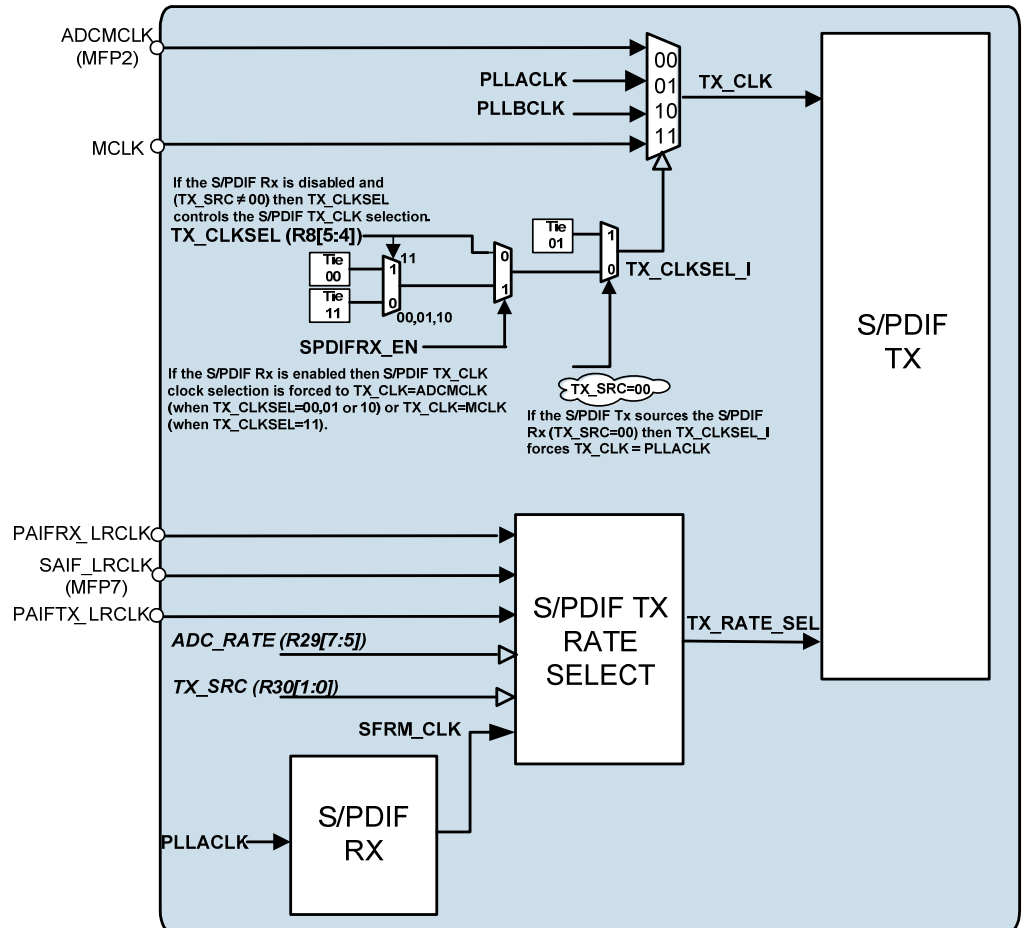 ADCMCLK
(MFP2)
00
PLLACLK
01
TX_CLK
PLLBCLK
10
11
MCLK
If the S/PDIF Rx is disabled and
(TX_SRC ≠ 00) then TX_CLKSEL
controls the S/PDIF TX_CLK selection.
TX_CLKSEL (R8[5:4])
11
Tie
00
1
Tie
11
0
00,01,10
0
1
Tie
01
1
0
TX_CLKSEL_I
S/PDIF
TX
SPDIFRX_EN
If the S/PDIF Rx is enabled then S/PDIF TX_CLK
clock selection is forced to TX_CLK=ADCMCLK
(when TX_CLKSEL=00,01 or 10) or TX_CLK=MCLK
(when TX_CLKSEL=11).
TX_SRC=00
If the S/PDIF Tx sources the S/PDIF
Rx (TX_SRC=00) then TX_CLKSEL_I
forces TX_CLK = PLLACLK
PAIFRX_LRCLK
SAIF_LRCLK
(MFP7)
PAIFTX_LRCLK
ADC_RATE (R29[7:5])
TX_SRC (R30[1:0])
SFRM_CLK
S/PDIF TX
RATE
SELECT
TX_RATE_SEL
S/PDIF
RX
PLLACLK